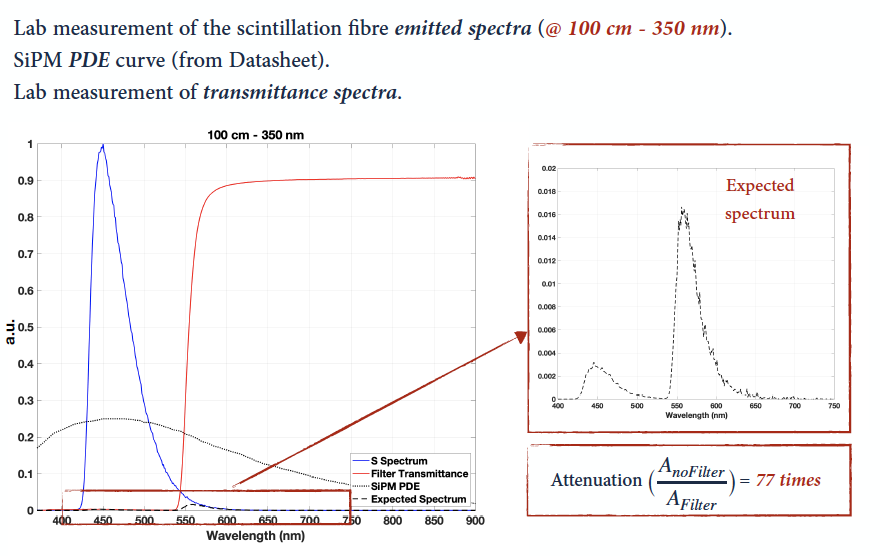 Lab measurement of the scintillation fibre emitted spectra (@ 100 cm - 350 nm).
SiPM PDE curve (from Datasheet).
Lab measurement of transmittance spectra.
100 cm - 350 nm
1
0.9
0.8
0.7
0.6
0.5
0.4
0.3
0.2
0.1
0
a.u.
400 450 500 550 600 650 700 750 800 850 900
Wavelength (nm)
S Spectrum
Filter Transmittance
SiPM PDE
Expected Spectrum
Expected
spectrum
0.02
0.018
0.016
0.014
0.012
0.01
0.008
0.006
0.004
0.002
0
400 450 500 550 600 650 700 750
Wavelength (nm)
Attenuation (AnoFilter / AFilter) = 77 times